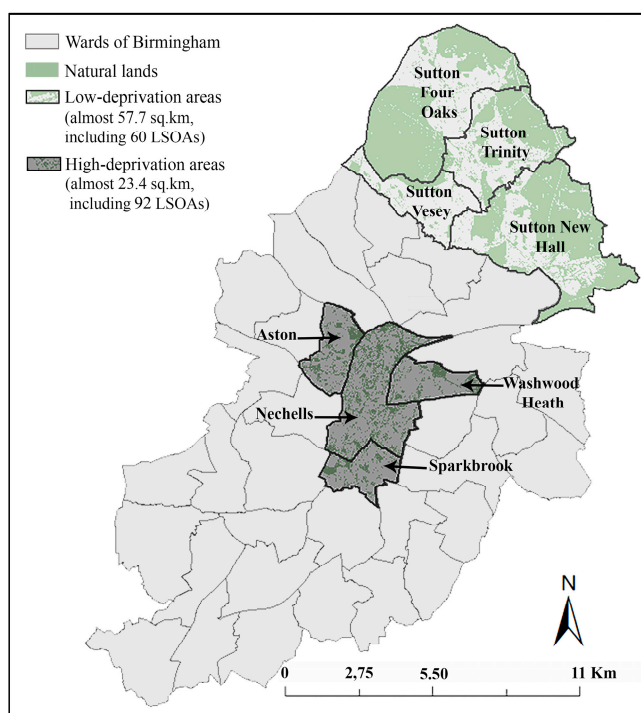 Wards of Birmingham
Natural lands
Low-deprivation areas
(almost 57.7 sq.km,
including 60 LSOAs)
High-deprivation areas
(almost 23.4 sq.km,
including 92 LSOAs)
Sutton
Four
Oaks
Sutton
Trinity
Sutton
Vesey
Sutton New
Hall
Aston
Washwood
Heath
Nechells
Sparkbrook
N
0 2,75 5,50 11 Km